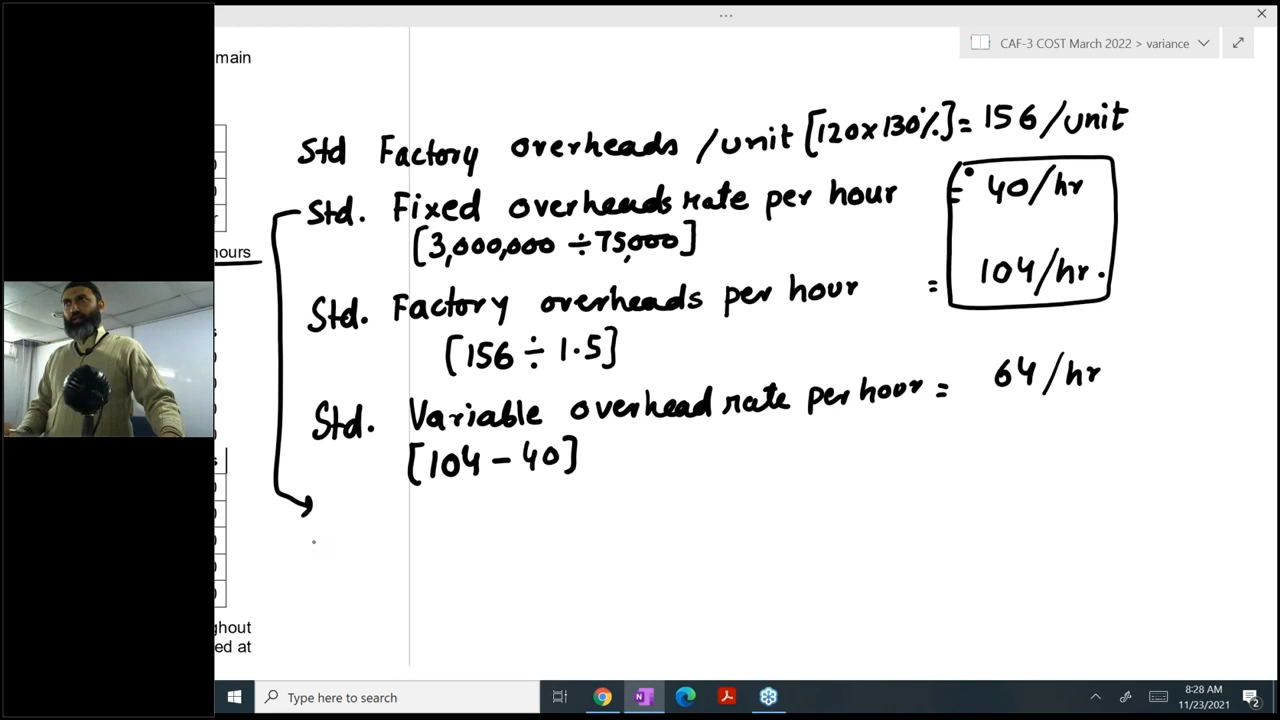 ...
CAF-3 COST March 2022 > variance
main
Std Factory overheads /unit [120x130%] = 156/unit
Std. Fixed overheads rate per hour = 40/hr
[3,000,000 ÷ 75,000]
hours
Std. Factory overheads per hour = 104/hr.
[156 ÷ 1.5]
Std. Variable overhead rate per hour = 64/hr
[104 - 40]
ghout
ed at
Type here to search
8:28 AM
11/23/2021
2